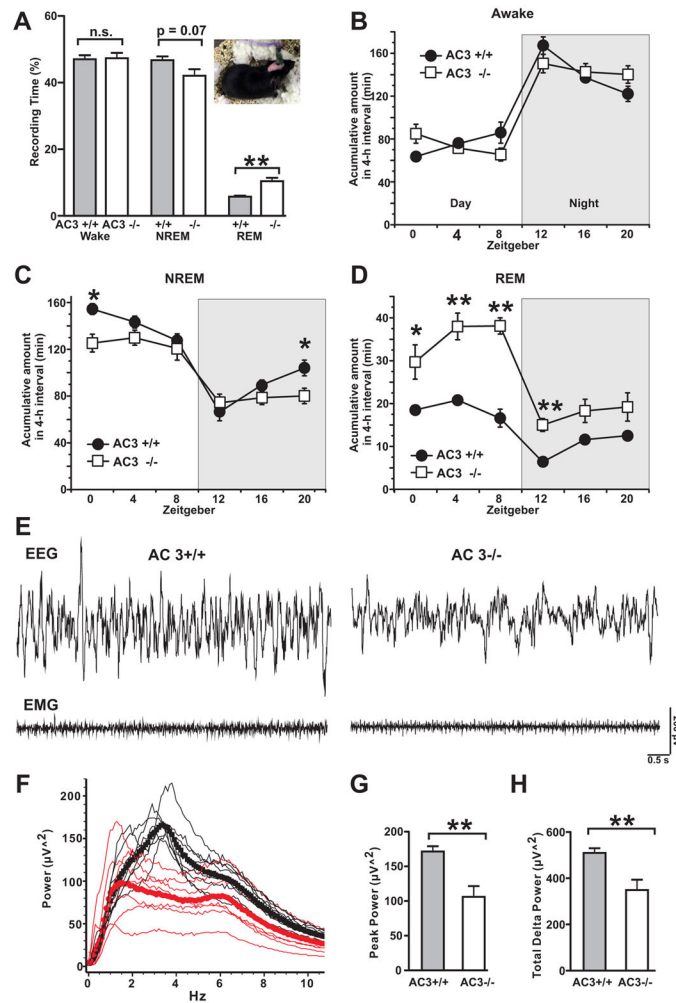 A
n.s.
p = 0.07
**
Recording Time (%)
60
40
20
0
AC3 +/+ AC3 -/-
+/+ -/-
+/+ -/-
Wake
NREM
REM
B
Awake
AC3 +/+
AC3 -/-
Acumulative amount
in 4-h interval (min)
160
120
80
40
0
Day
Night
0 4 8 12 16 20
Zeitgeber
C
NREM
*
*
Acumulative amount
in 4-h interval (min)
160
120
80
40
0
AC3 +/+
AC3 -/-
0 4 8 12 16 20
Zeitgeber
D
REM
*
**
**
**
Acumulative amount
in 4-h interval (min)
40
30
20
10
0
AC3 +/+
AC3 -/-
0 4 8 12 16 20
Zeitgeber
E
EEG
AC 3+/+
AC 3-/-
EMG
0.5 s
F
Power (µV^2)
200
150
100
50
0
0 2 4 6 8 10
Hz
G
**
Peak Power (µV^2)
200
150
100
50
0
AC3+/+ AC3-/-
H
**
Total Delta Power (µV^2)
600
400
200
0
AC3+/+ AC3-/-